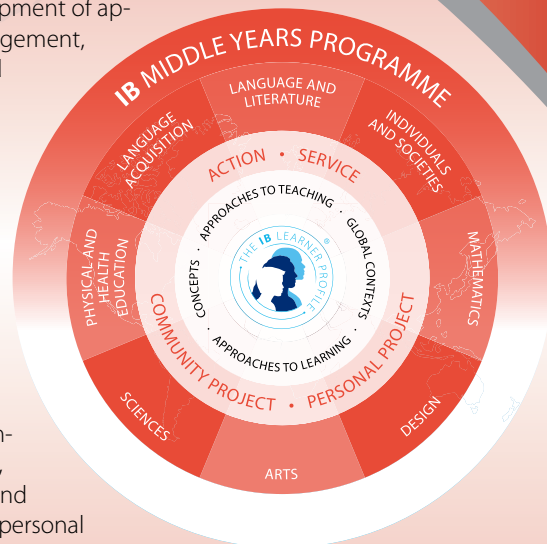 pment of ap-
gement,
IB MIDDLE YEARS PROGRAMME
LANGUAGE AND
LITERATURE
INDIVIDUALS
AND SOCIETIES
MATHEMATICS
DESIGN
ARTS
SCIENCES
PHYSICAL AND
HEALTH
EDUCATION
LANGUAGE
ACQUISITION
ACTION • SERVICE
PERSONAL PROJECT
•
COMMUNITY PROJECT
APPROACHES TO TEACHING
·
GLOBAL CONTEXTS
·
APPROACHES TO LEARNING
·
CONCEPTS
·
THE IB LEARNER PROFILE
®
nd
personal